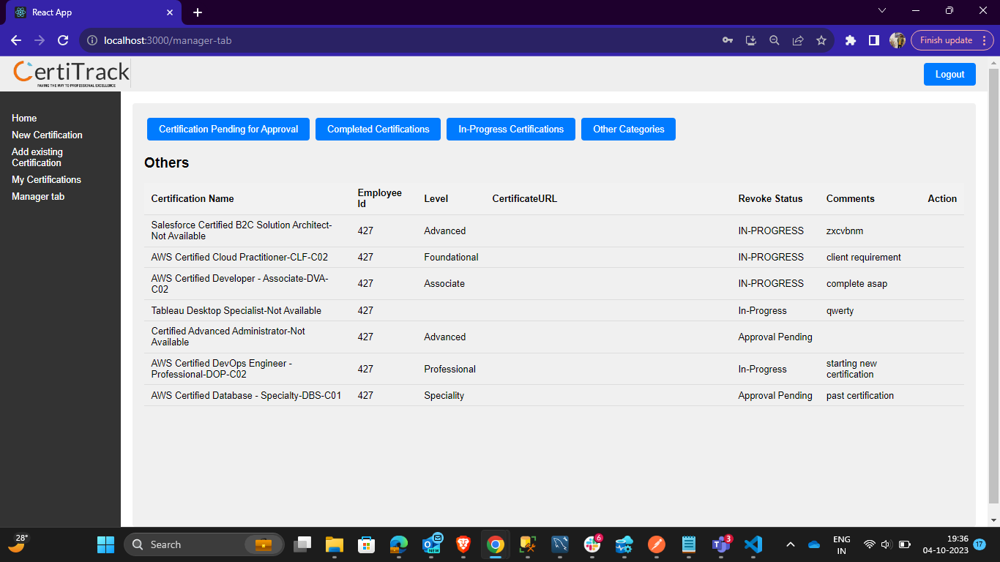 React App
localhost:3000/manager-tab
Finish update
CertiTrack
PAVING THE WAY TO PROFESSIONAL EXCELLENCE
Logout
Home
New Certification
Add existing
Certification
My Certifications
Manager tab
Certification Pending for Approval
Completed Certifications
In-Progress Certifications
Other Categories
Others
Certification Name Employee Id Level CertificateURL Revoke Status Comments Action
Salesforce Certified B2C Solution Architect-
Not Available 427 Advanced IN-PROGRESS zxcvbnm
AWS Certified Cloud Practitioner-CLF-C02 427 Foundational IN-PROGRESS client requirement
AWS Certified Developer - Associate-DVA-
C02 427 Associate IN-PROGRESS complete asap
Tableau Desktop Specialist-Not Available 427 In-Progress qwerty
Certified Advanced Administrator-Not
Available 427 Advanced Approval Pending
AWS Certified DevOps Engineer -
Professional-DOP-C02 427 Professional In-Progress starting new
certification
AWS Certified Database - Specialty-DBS-C01 427 Speciality Approval Pending past certification
28°
Search
NEW
6
3
ENG
IN
19:36
04-10-2023
17